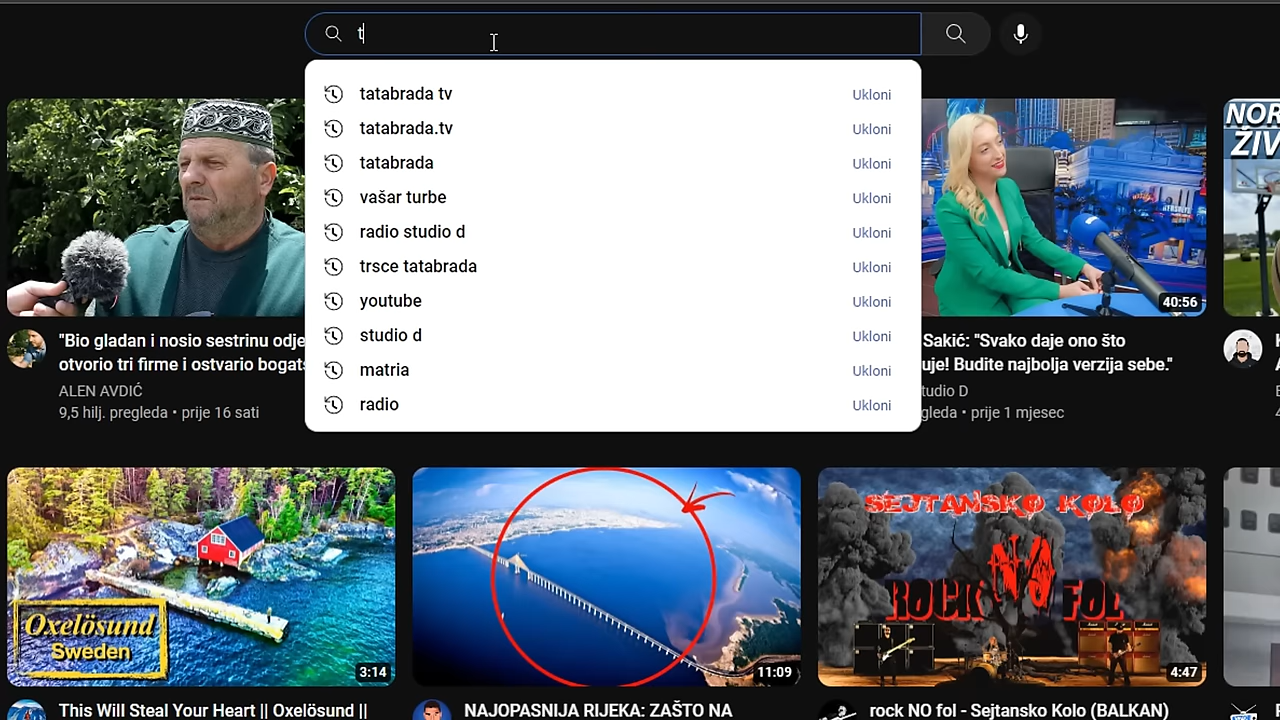 t
tatabrada tv Ukloni
tatabrada.tv Ukloni
tatabrada Ukloni
vašar turbe Ukloni
radio studio d Ukloni
trsce tatabrada Ukloni
youtube Ukloni
studio d Ukloni
matria Ukloni
radio Ukloni
40:56
NOR
ŽIV
"Bio gladan i nosio sestrinu odje
otvorio tri firme i ostvario bogats
ALEN AVDIĆ
9,5 hilj. pregleda • prije 16 sati
Sakić: "Svako daje ono što
uje! Budite najbolja verzija sebe."
tudio D
gleda • prije 1 mjesec
Oxelösund
Sweden
3:14
11:09
SEJTANSKO KOLO
ROCK NO FOL
4:47
This Will Steal Your Heart || Oxelösund ||
NAJOPASNIJA RIJEKA: ZAŠTO NA
rock NO fol - Sejtansko Kolo (BALKAN)